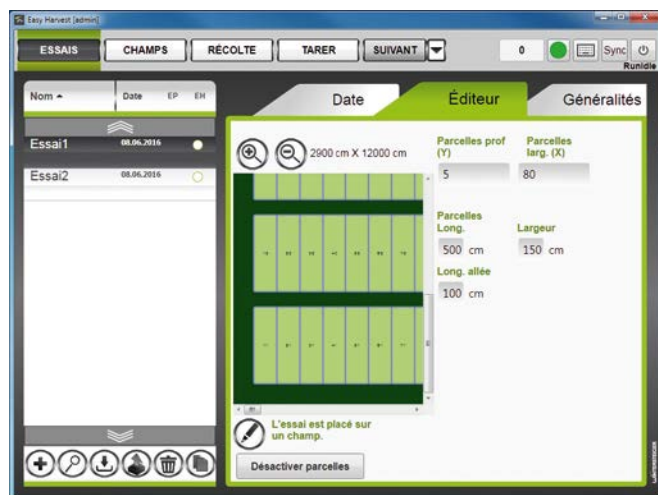 Easy Harvest [admin]
ESSAIS CHAMPS RÉCOLTE TARER SUIVANT 0 Sync
Runidle
Nom Date EP EH
Essai1 08.06.2016
Essai2 08.06.2016
Date Éditeur Généralités
2900 cm X 12000 cm
Parcelles prof (Y)
Parcelles larg. (X)
5 80
Parcelles Long.
Largeur
500 cm 150 cm
Long. allée
100 cm
L'essai est placé sur
un champ.
Désactiver parcelles